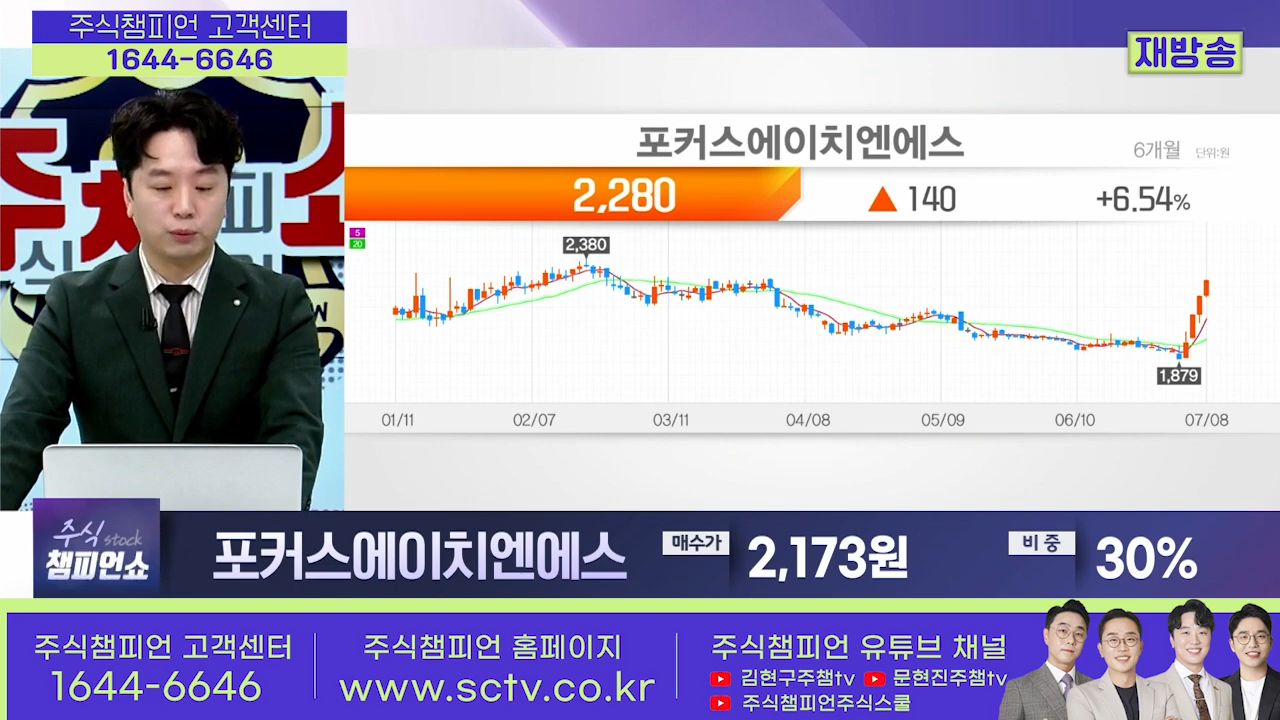 주식챔피언 고객센터
1644-6646
재방송
포커스에이치엔에스
6개월 단위:원
2,280 ▲ 140 +6.54%
5
20
2,380
1,879
01/11 02/07 03/11 04/08 05/09 06/10 07/08
주식 stock
챔피언쇼
포커스에이치엔에스 매수가 2,173원 비중 30%
주식챔피언 고객센터
1644-6646
주식챔피언 홈페이지
www.sctv.co.kr
주식챔피언 유튜브 채널
김현구주챔tv 문현진주챔tv
주식챔피언주식스쿨